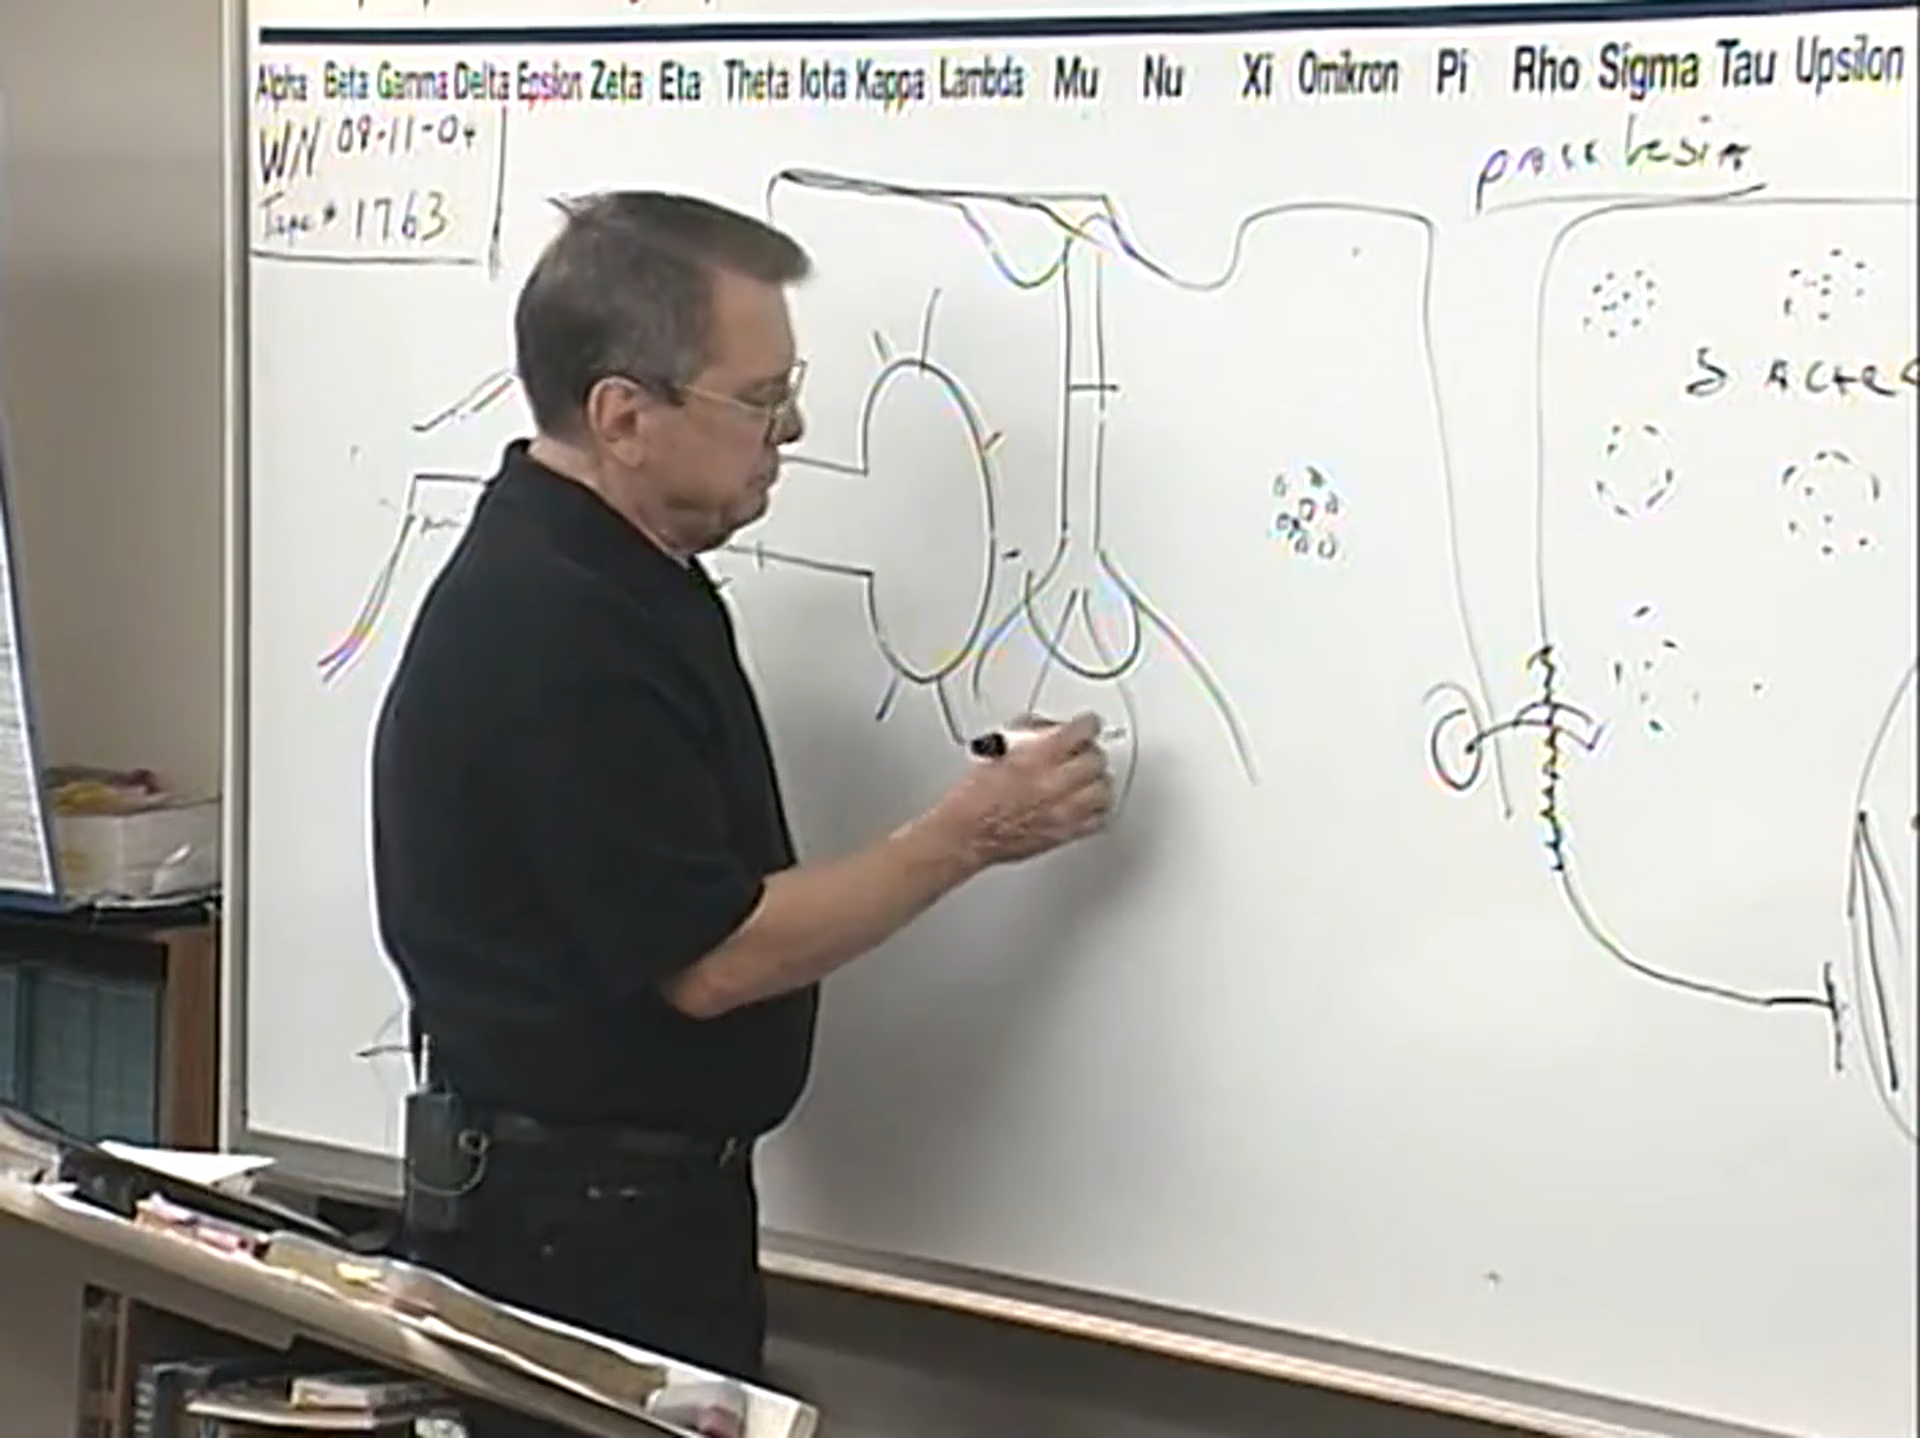 Alpha Beta Gamma Delta Epsilon Zeta Eta Theta Iota Kappa Lambda Mu Nu Xi Omikron Pi Rho Sigma Tau Upsilon
WN 09-11-04
Tape # 1763